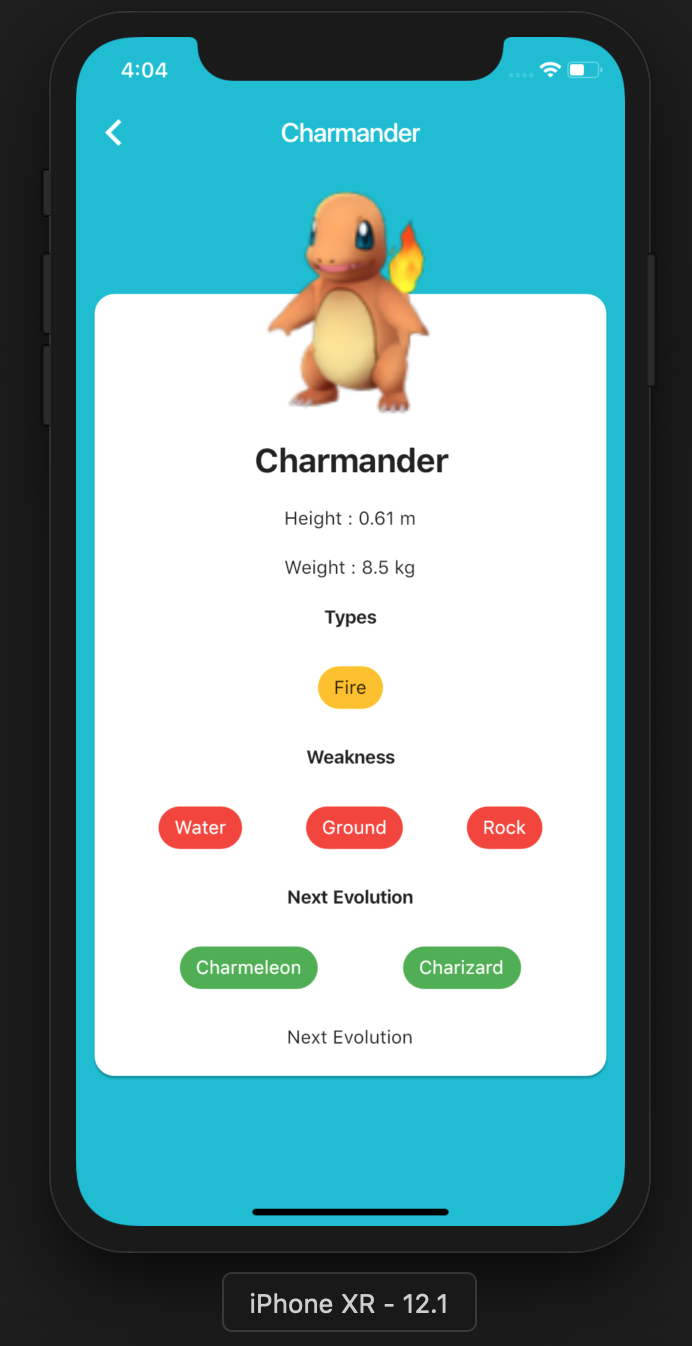 4:04
Charmander
Charmander
Height : 0.61 m
Weight : 8.5 kg
Types
Fire
Weakness
Water Ground Rock
Next Evolution
Charmeleon Charizard
Next Evolution
iPhone XR - 12.1